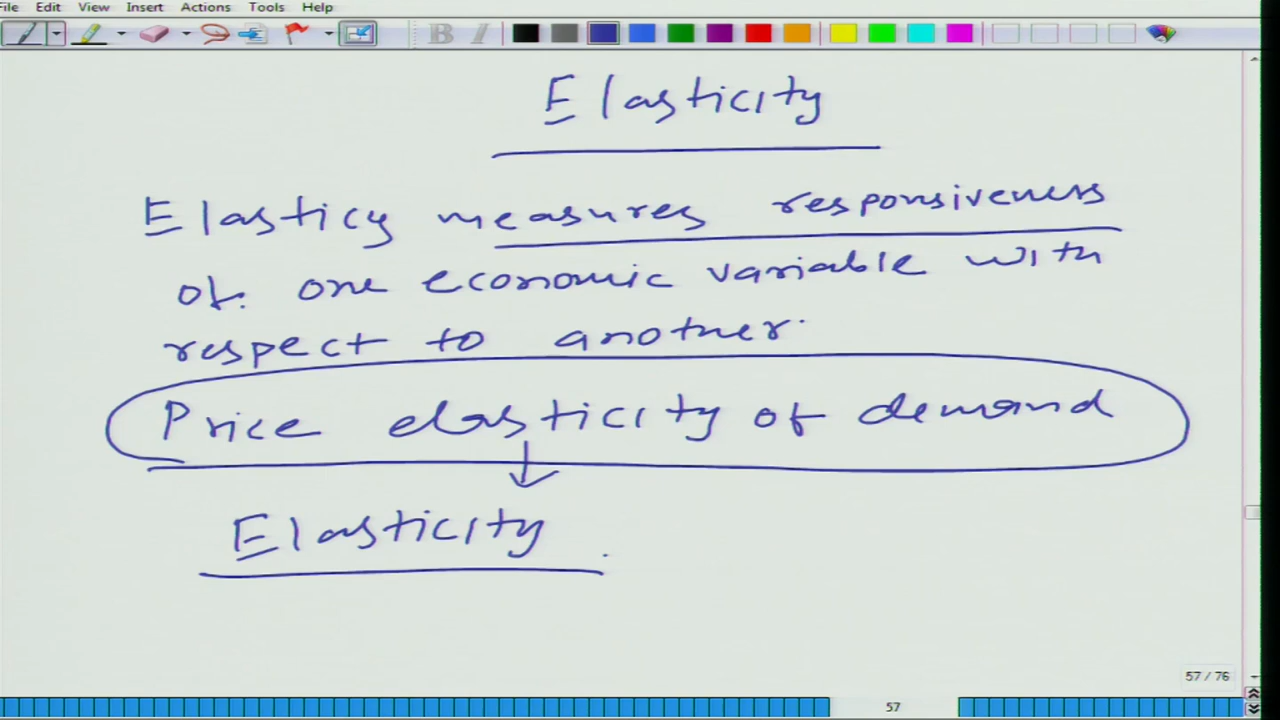 File Edit View Insert Actions Tools Help
B I
Elasticity
Elasticy measures responsiveness
of one economic variable with
respect to another.
Price elasticity of demand
Elasticity
57 / 76
57